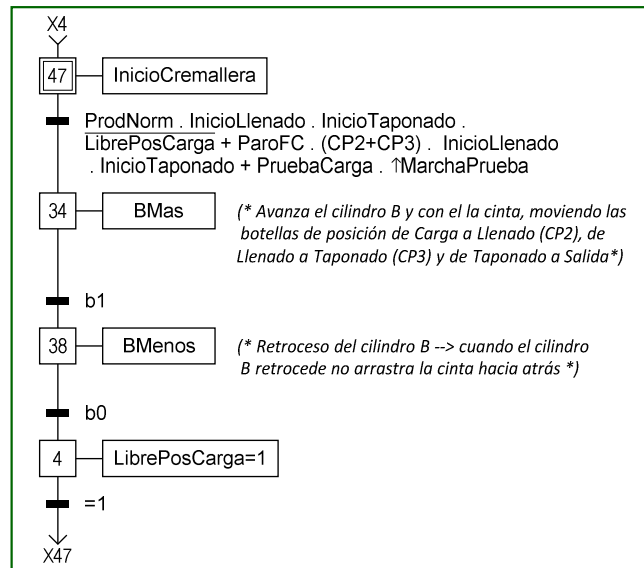 X4
47 InicioCremallera
ProdNorm . InicioLlenado . InicioTaponado .
LibrePosCarga + ParoFC . (CP2+CP3) . InicioLlenado
. InicioTaponado + PruebaCarga . ↑MarchaPrueba
34 BMas (* Avanza el cilindro B y con el la cinta, moviendo las
botellas de posición de Carga a Llenado (CP2), de
Llenado a Taponado (CP3) y de Taponado a Salida*)
b1
38 BMenos (* Retroceso del cilindro B --> cuando el cilindro
B retrocede no arrastra la cinta hacia atrás *)
b0
4 LibrePosCarga=1
=1
X47